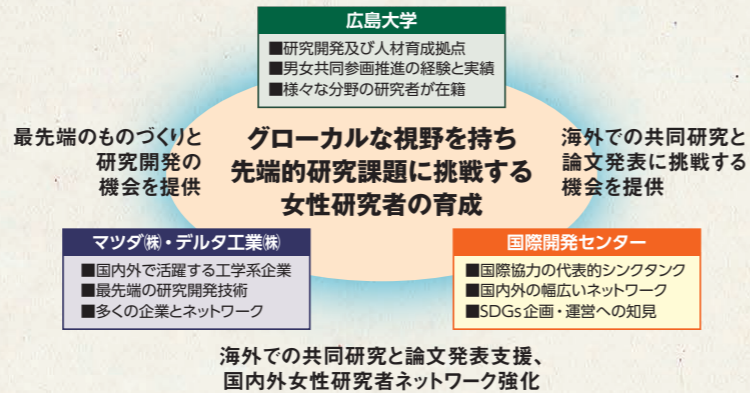 広島大学
■研究開発及び人材育成拠点
■男女共同参画推進の経験と実績
■様々な分野の研究者が在籍
最先端のものづくりと
研究開発の
機会を提供
グローカルな視野を持ち
先端的研究課題に挑戦する
女性研究者の育成
海外での共同研究と
論文発表に挑戦する
機会を提供
マツダ㈱・デルタ工業㈱
■国内外で活躍する工学系企業
■最先端の研究開発技術
■多くの企業とネットワーク
国際開発センター
■国際協力の代表的シンクタンク
■国内外の幅広いネットワーク
■SDGs企画・運営への知見
海外での共同研究と論文発表支援、
国内外女性研究者ネットワーク強化